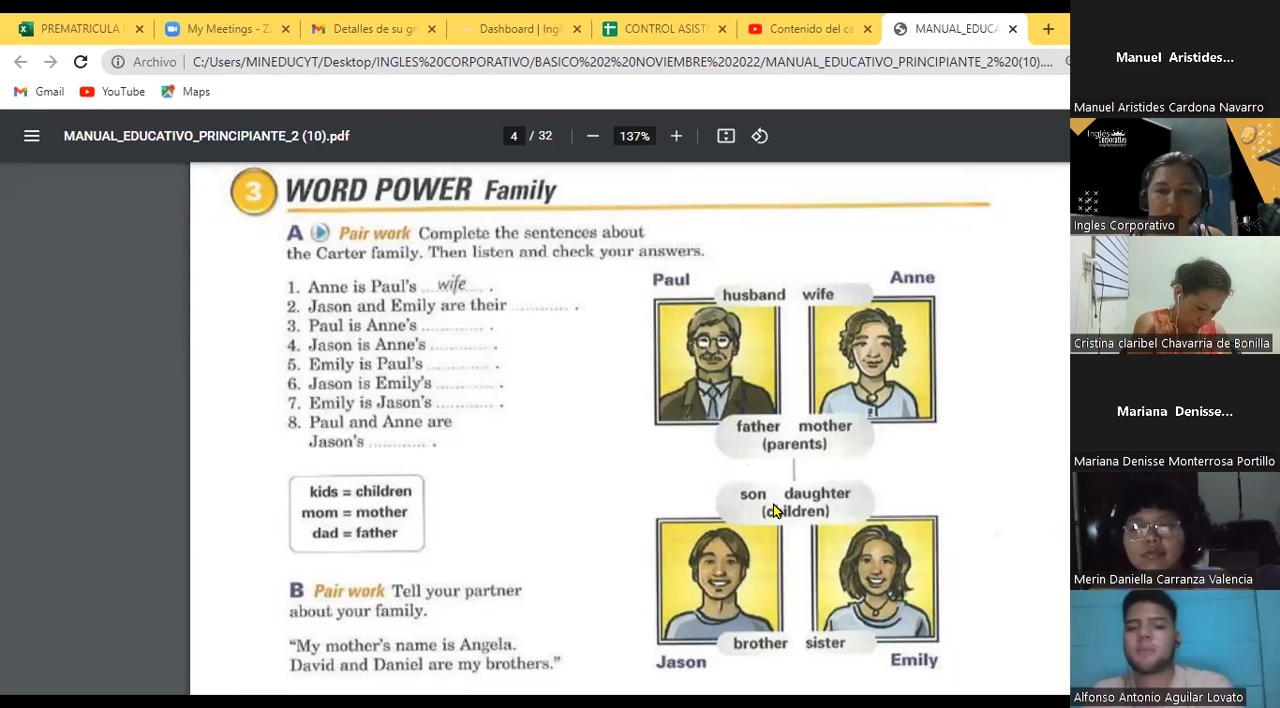 PREMATRICULA
My Meetings - Z
Detalles de su gr
Dashboard | Ingl
CONTROL ASIST
Contenido del ca
MANUAL_EDUCA
Archivo
C:/Users/MINEDUCYT/Desktop/INGLES%20CORPORATIVO/BASICO%202%20NOVIEMBRE%202022/MANUAL_EDUCATIVO_PRINCIPIANTE_2%20(10)....
Gmail
YouTube
Maps
MANUAL_EDUCATIVO_PRINCIPIANTE_2 (10).pdf
4 / 32
137%
3 WORD POWER Family
A Pair work Complete the sentences about
the Carter family. Then listen and check your answers.
1. Anne is Paul's wife .
2. Jason and Emily are their ............ .
3. Paul is Anne's ............ .
4. Jason is Anne's ............ .
5. Emily is Paul's ............ .
6. Jason is Emily's ............ .
7. Emily is Jason's ............ .
8. Paul and Anne are
Jason's ............ .
kids = children
mom = mother
dad = father
B Pair work Tell your partner
about your family.
"My mother's name is Angela.
David and Daniel are my brothers."
Paul
Anne
husband wife
father mother
(parents)
son daughter
(children)
brother sister
Jason
Emily
Manuel Aristides...
Manuel Aristides Cardona Navarro
Inglés
Corporativo
Ingles Corporativo
Cristina claribel Chavarria de Bonilla
Mariana Denisse...
Mariana Denisse Monterrosa Portillo
Merin Daniella Carranza Valencia
Alfonso Antonio Aguilar Lovato